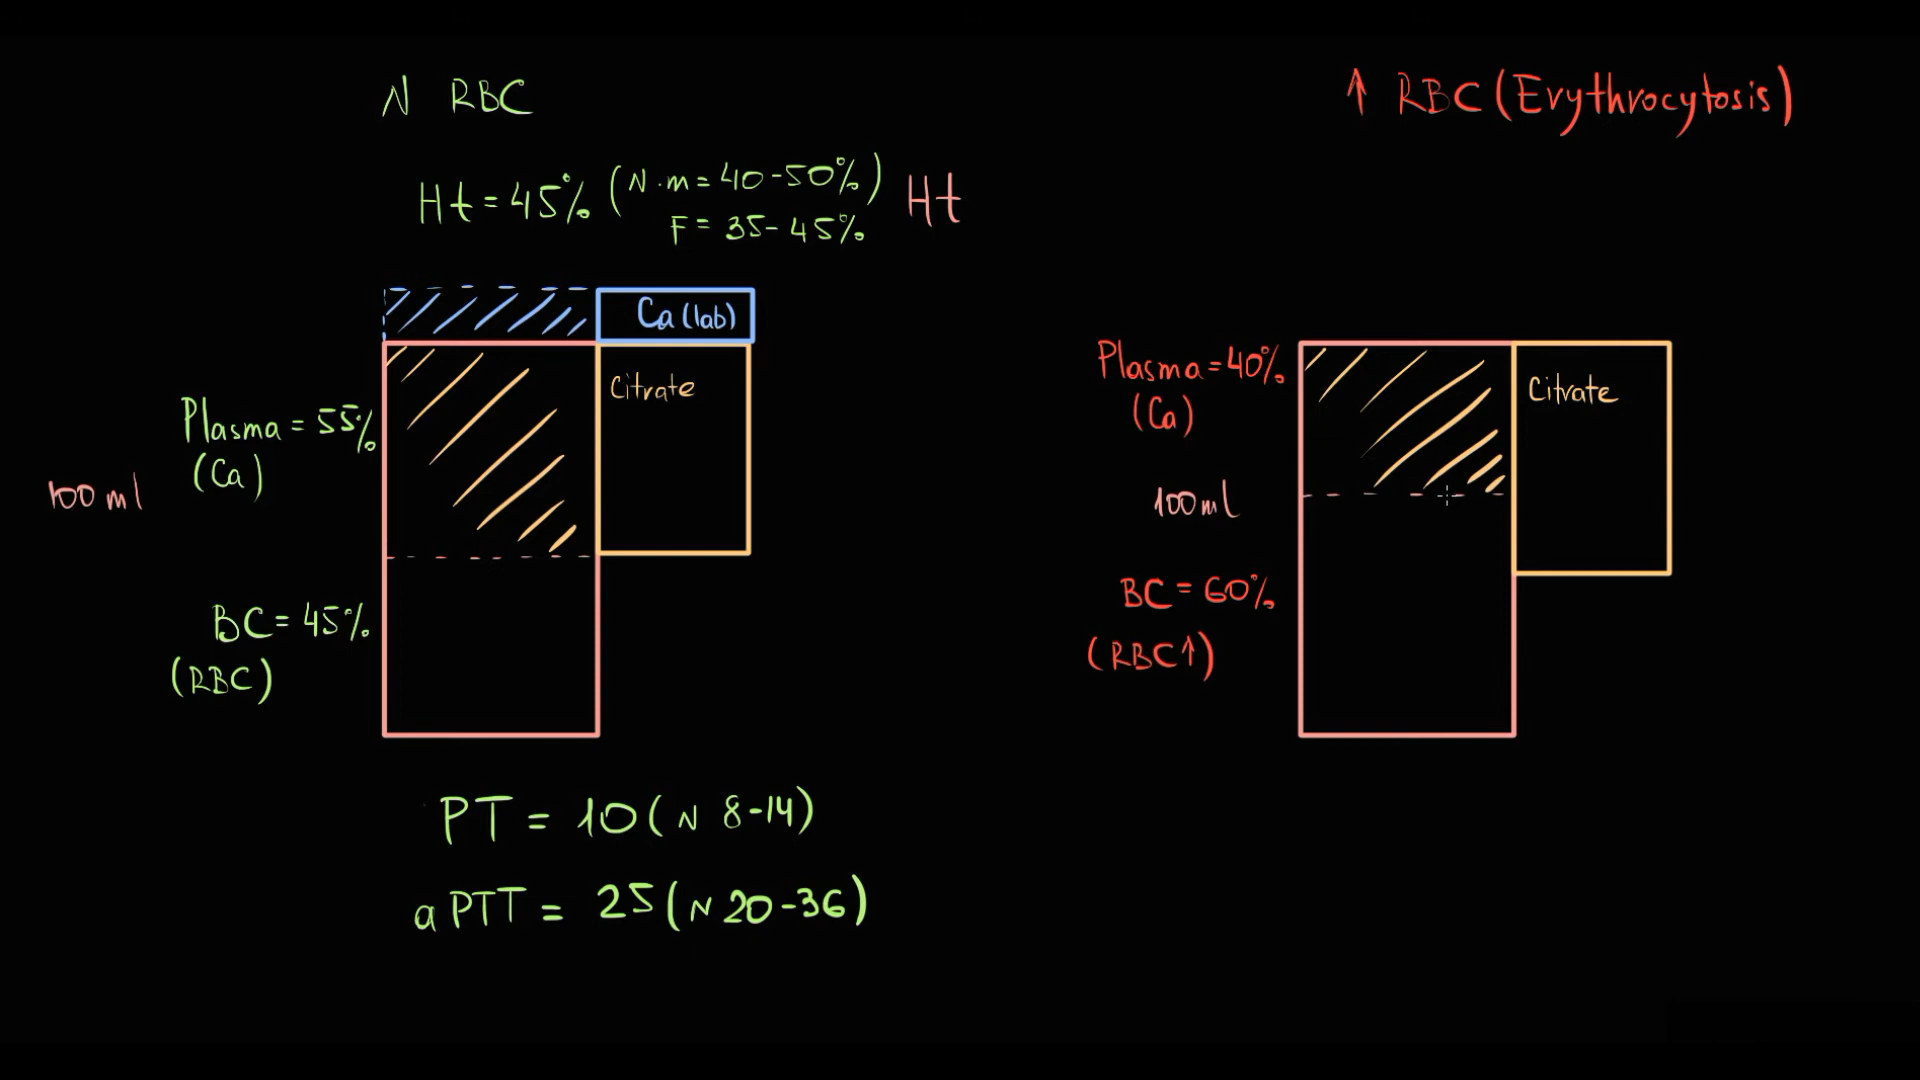 N RBC
Ht = 45% (N.m = 40-50%)
F = 35-45%
Ht
Ca (lab)
Citrate
Plasma = 55%
(Ca)
100 ml
BC = 45%
(RBC)
PT = 10 (N 8-14)
a PTT = 25 (N 20-36)
↑ RBC (Erythrocytosis)
Plasma = 40%
(Ca)
Citrate
100 ml
BC = 60%
(RBC↑)